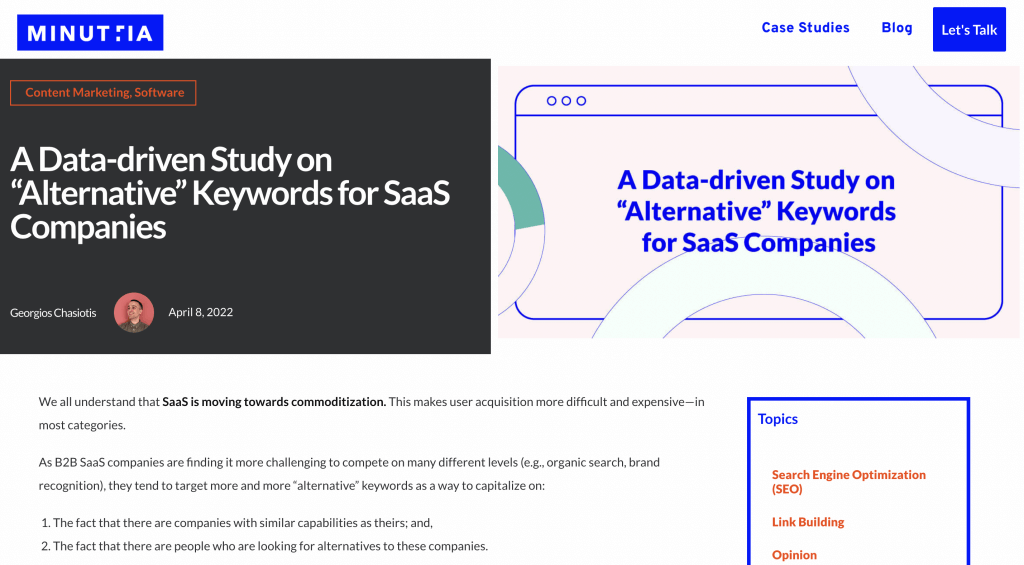 MINUTTIA
Case Studies
Blog
Let's Talk
Content Marketing, Software
A Data-driven Study on
“Alternative” Keywords for SaaS
Companies
Georgios Chasiotis
April 8, 2022
A Data-driven Study on
“Alternative” Keywords
for SaaS Companies
We all understand that SaaS is moving towards commoditization. This makes user acquisition more difficult and expensive—in
most categories.
As B2B SaaS companies are finding it more challenging to compete on many different levels (e.g., organic search, brand
recognition), they tend to target more and more “alternative” keywords as a way to capitalize on:
1. The fact that there are companies with similar capabilities as theirs; and,
2. The fact that there are people who are looking for alternatives to these companies.
Topics
Search Engine Optimization
(SEO)
Link Building
Opinion